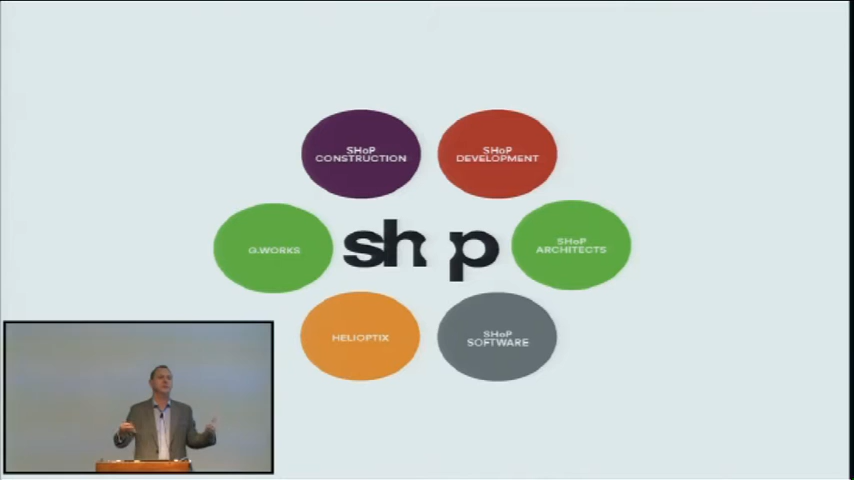 SHoP
CONSTRUCTION
SHoP
DEVELOPMENT
G.WORKS
shop
SHoP
ARCHITECTS
HELIOPTIX
SHoP
SOFTWARE